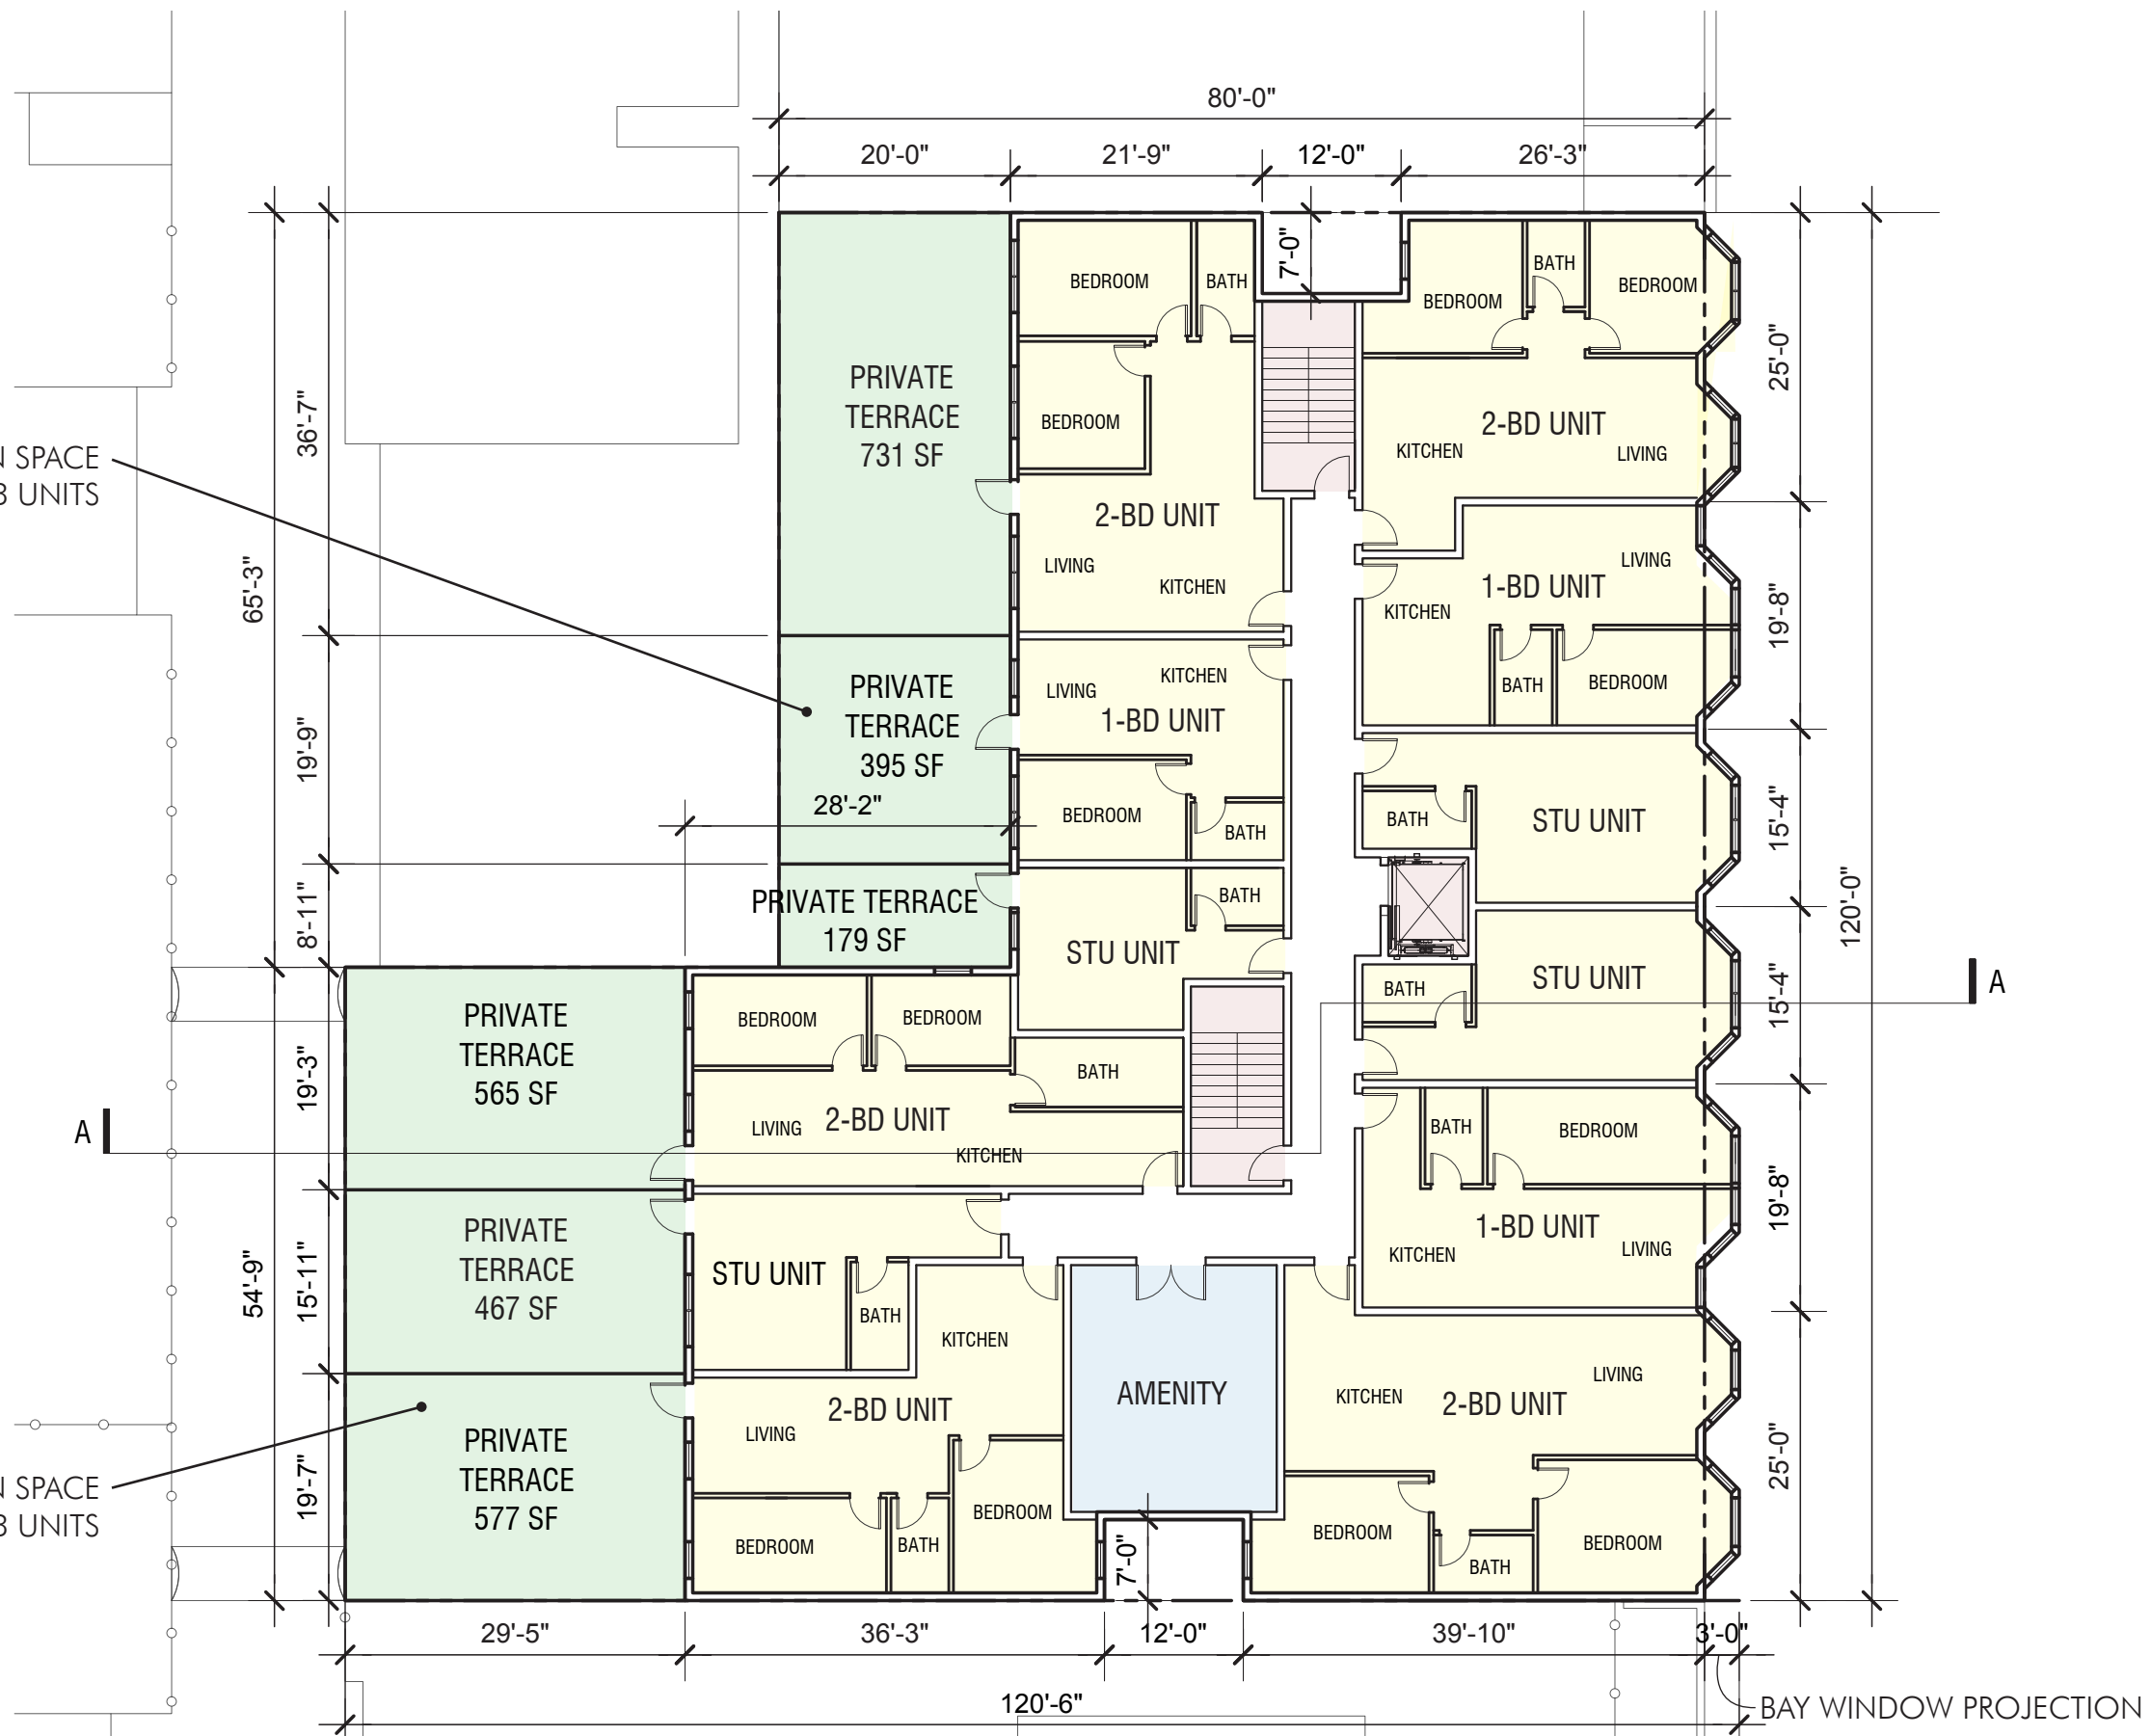 80'-0"
20'-0" 21'-9" 12'-0" 26'-3"
7'-0"
BEDROOM BATH
BEDROOM BATH BEDROOM
25'-0"
36'-7"
PRIVATE
TERRACE
731 SF
BEDROOM
2-BD UNIT
KITCHEN LIVING
SPACE
UNITS
2-BD UNIT
LIVING
KITCHEN
LIVING
1-BD UNIT
KITCHEN
19'-8"
65'-3"
BATH BEDROOM
PRIVATE
TERRACE
395 SF
LIVING KITCHEN
1-BD UNIT
19'-9"
28'-2"
BEDROOM BATH
BATH
STU UNIT
15'-4"
120'-0"
8'-11"
PRIVATE TERRACE
179 SF
BATH
STU UNIT
STU UNIT
BATH
15'-4"
A
PRIVATE
TERRACE
565 SF
19'-3"
BEDROOM BEDROOM
BATH
2-BD UNIT
LIVING
KITCHEN
A
BATH BEDROOM
1-BD UNIT
KITCHEN LIVING
19'-8"
54'-9"
15'-11"
PRIVATE
TERRACE
467 SF
STU UNIT
BATH
KITCHEN
AMENITY
LIVING
KITCHEN
2-BD UNIT
2-BD UNIT
LIVING
25'-0"
SPACE
UNITS
19'-7"
PRIVATE
TERRACE
577 SF
BEDROOM BATH BEDROOM
7'-0"
BEDROOM BATH BEDROOM
29'-5" 36'-3" 12'-0" 39'-10" 3'-0"
120'-6"
BAY WINDOW PROJECTION